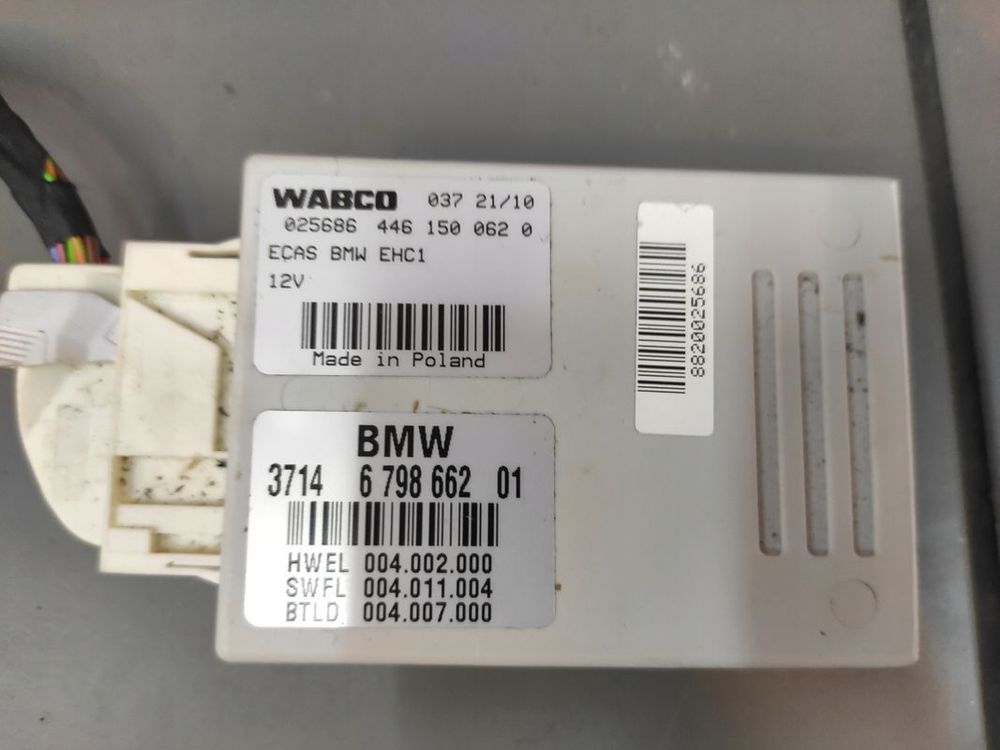 WABCO 037 21/10
025686 446 150 062 0
ECAS BMW EHC1
12V
Made in Poland
8820025686
BMW
3714 6 798 662 01
HWEL 004.002.000
SWFL 004.011.004
BTLD 004.007.000